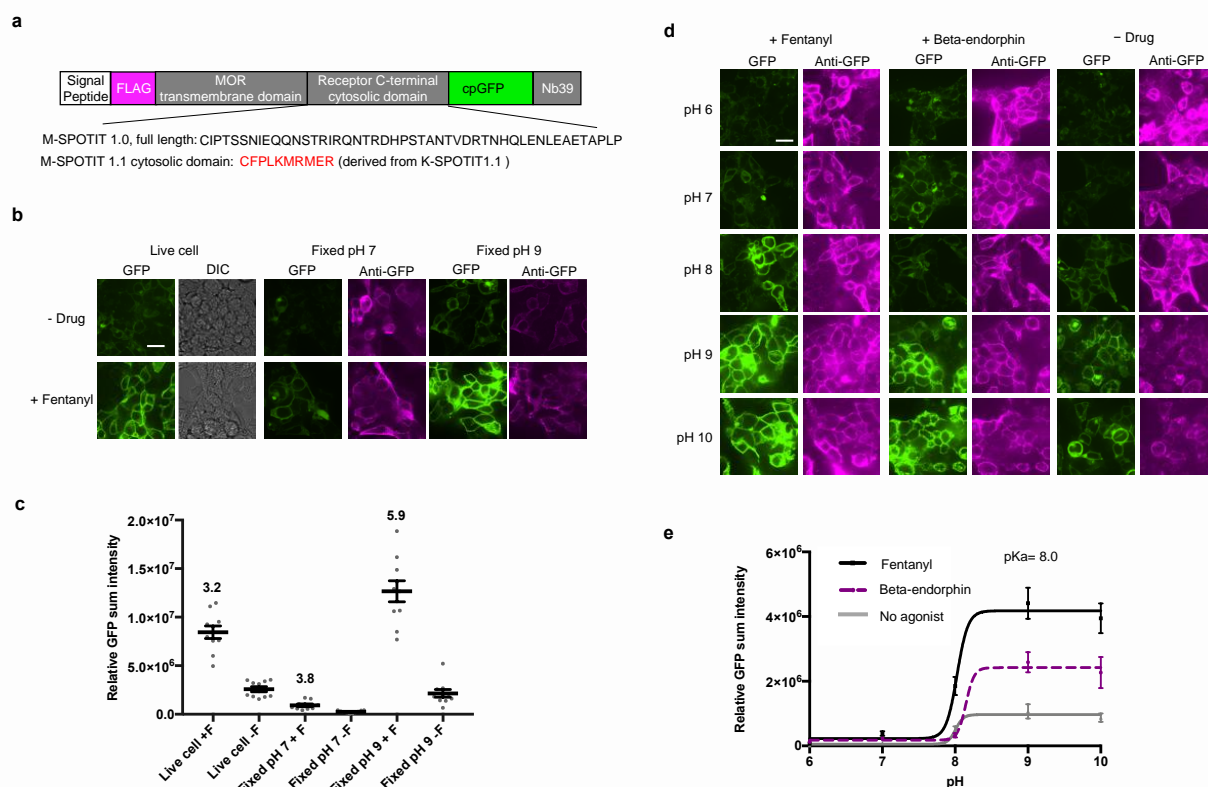 a
Signal Peptide
FLAG
MOR transmembrane domain
Receptor C-terminal cytosolic domain
cpGFP
Nb39
M-SPOTIT 1.0, full length: CIPTSSNIEQQNSTRIRQNTRDHPSTANTVDRTNHQLENLEAETAPLP
M-SPOTIT 1.1 cytosolic domain: CFPLKMRMER (derived from K-SPOTIT1.1 )
b
Live cell
Fixed pH 7
Fixed pH 9
GFP
DIC
GFP
Anti-GFP
GFP
Anti-GFP
- Drug
+ Fentanyl
c
Relative GFP sum intensity
2.0×10⁷
1.5×10⁷
1.0×10⁷
5.0×10⁶
0.0
3.2
3.8
5.9
Live cell +F
Live cell -F
Fixed pH 7 + F
Fixed pH 7 -F
Fixed pH 9 + F
Fixed pH 9 -F
d
+ Fentanyl
+ Beta-endorphin
− Drug
GFP
Anti-GFP
GFP
Anti-GFP
GFP
Anti-GFP
pH 6
pH 7
pH 8
pH 9
pH 10
e
Relative GFP sum intensity
6×10⁶
4×10⁶
2×10⁶
0
Fentanyl
Beta-endorphin
No agonist
pKa= 8.0
6
7
8
9
10
pH